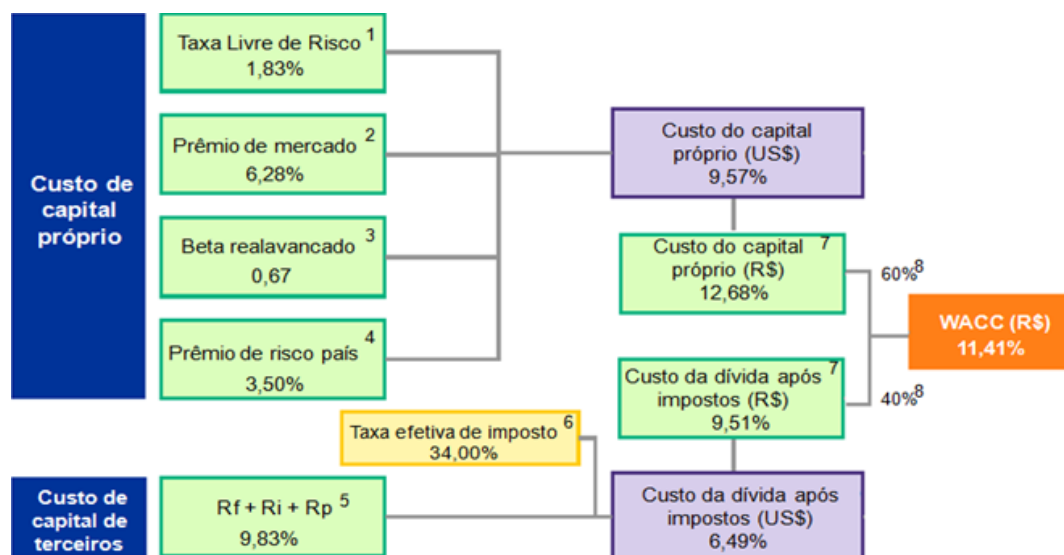 Custo de
capital
próprio
Taxa Livre de Risco 1
1,83%
Prêmio de mercado 2
6,28%
Beta realavancado 3
0,67
Prêmio de risco país 4
3,50%
Custo do capital
próprio (US$)
9,57%
Custo do capital 7
próprio (R$)
12,68%
60%8
WACC (R$)
11,41%
Custo da dívida após 7
impostos (R$)
9,51%
40%8
Taxa efetiva de imposto 6
34,00%
Custo de
capital de
terceiros
Rf + Ri + Rp 5
9,83%
Custo da dívida após
impostos (US$)
6,49%